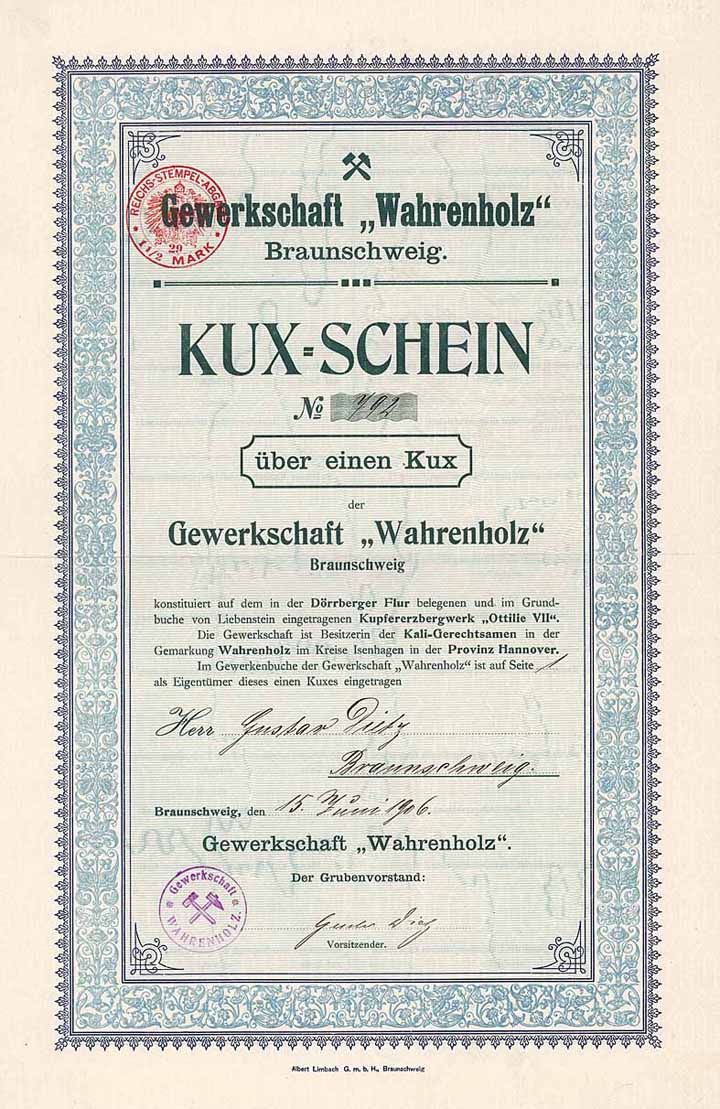 REICHS-STEMPEL-ABGABE
1 1/2 MARK
29
Gewerkschaft „Wahrenholz“
Braunschweig.
KUX-SCHEIN
№ 792
über einen Kux
der
Gewerkschaft „Wahrenholz“
Braunschweig
konstituiert auf dem in der Dörrberger Flur belegenen und im Grund-
buche von Liebenstein eingetragenen Kupfererzbergwerk „Ottilie VII“.
Die Gewerkschaft ist Besitzerin der Kali-Gerechtsamen in der
Gemarkung Wahrenholz im Kreise Isenhagen in der Provinz Hannover.
Im Gewerkenbuche der Gewerkschaft „Wahrenholz“ ist auf Seite 1
als Eigentümer dieses einen Kuxes eingetragen
Herr Gustav Dietz
Braunschweig.
Braunschweig, den 15. Juni 1906.
Gewerkschaft „Wahrenholz“.
Der Grubenvorstand:
Gewerkschaft
WAHRENHOLZ.
Vorsitzender.
Albert Limbach G. m. b. H., Braunschweig